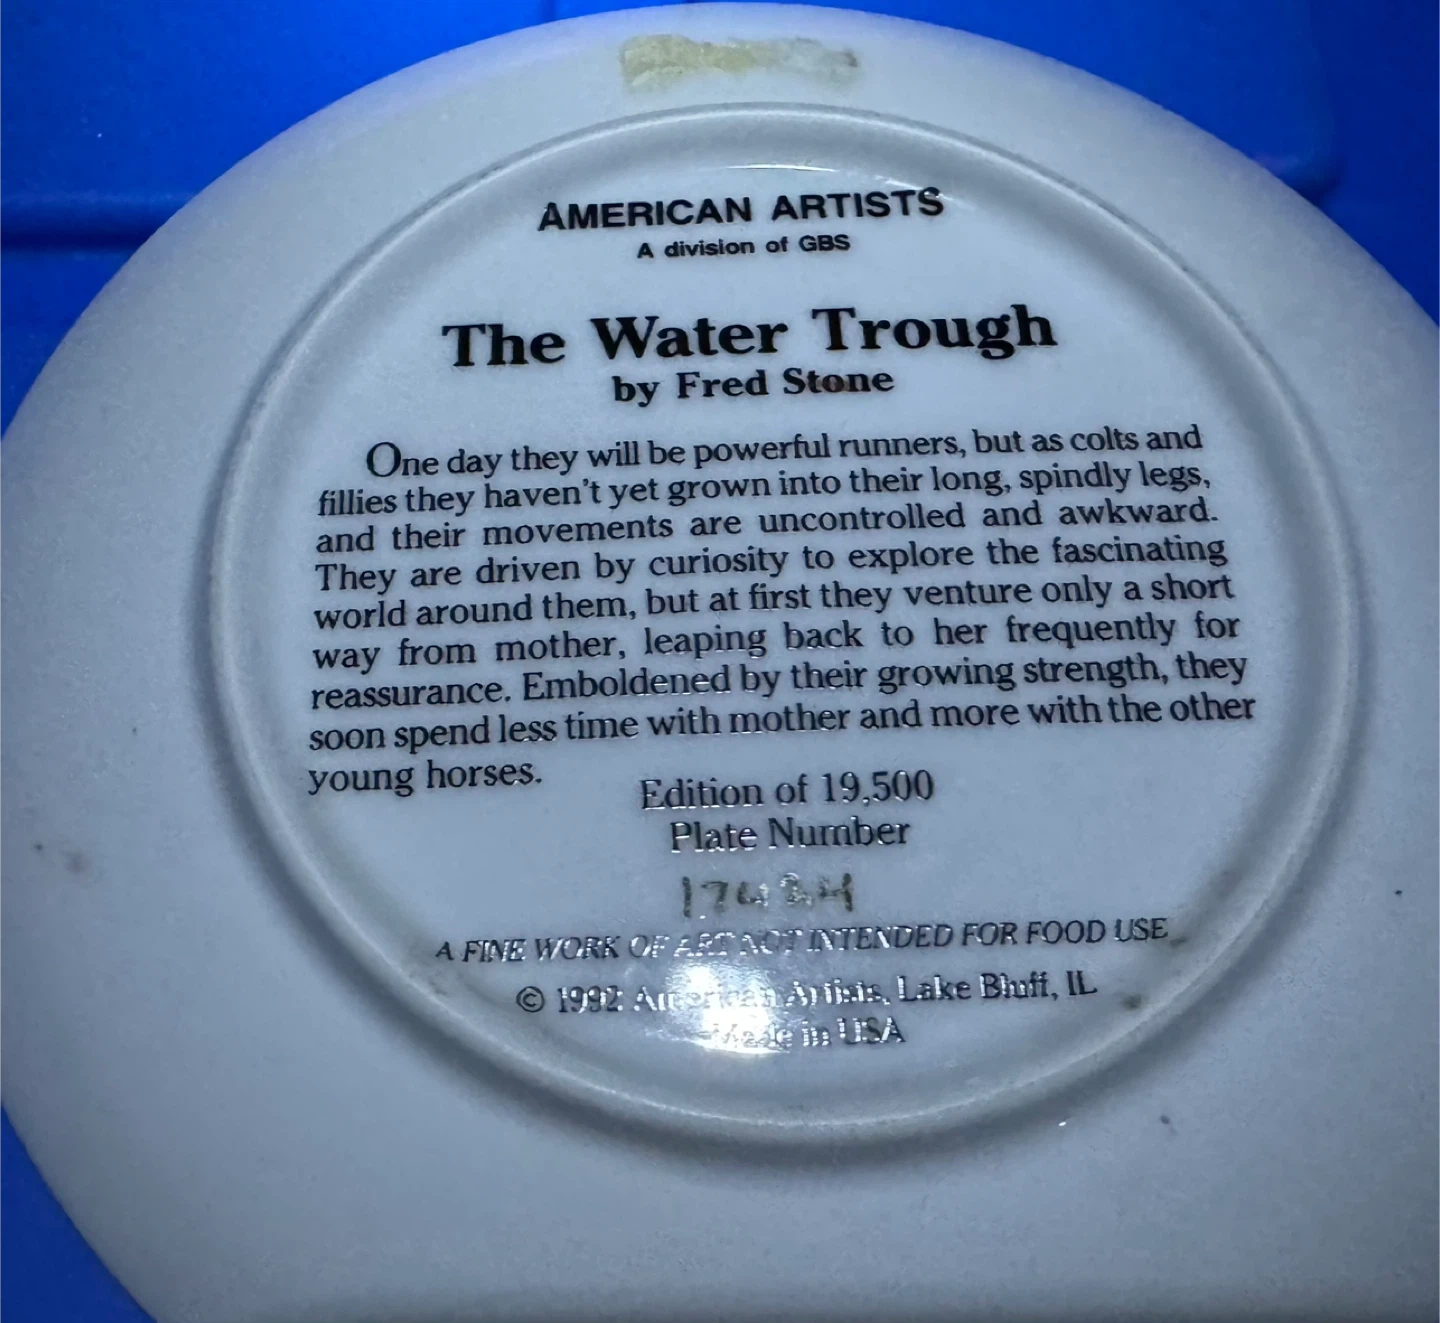 AMERICAN ARTISTS
A division of GBS
The Water Trough
by Fred Stone
One day they will be powerful runners, but as colts and
fillies they haven't yet grown into their long, spindly legs,
and their movements are uncontrolled and awkward.
They are driven by curiosity to explore the fascinating
world around them, but at first they venture only a short
way from mother, leaping back to her frequently for
reassurance. Emboldened by their growing strength, they
soon spend less time with mother and more with the other
young horses.
Edition of 19,500
Plate Number
A FINE WORK OF ART NOT INTENDED FOR FOOD USE
© 1992 American Artists, Lake Bluff, IL
Made in USA